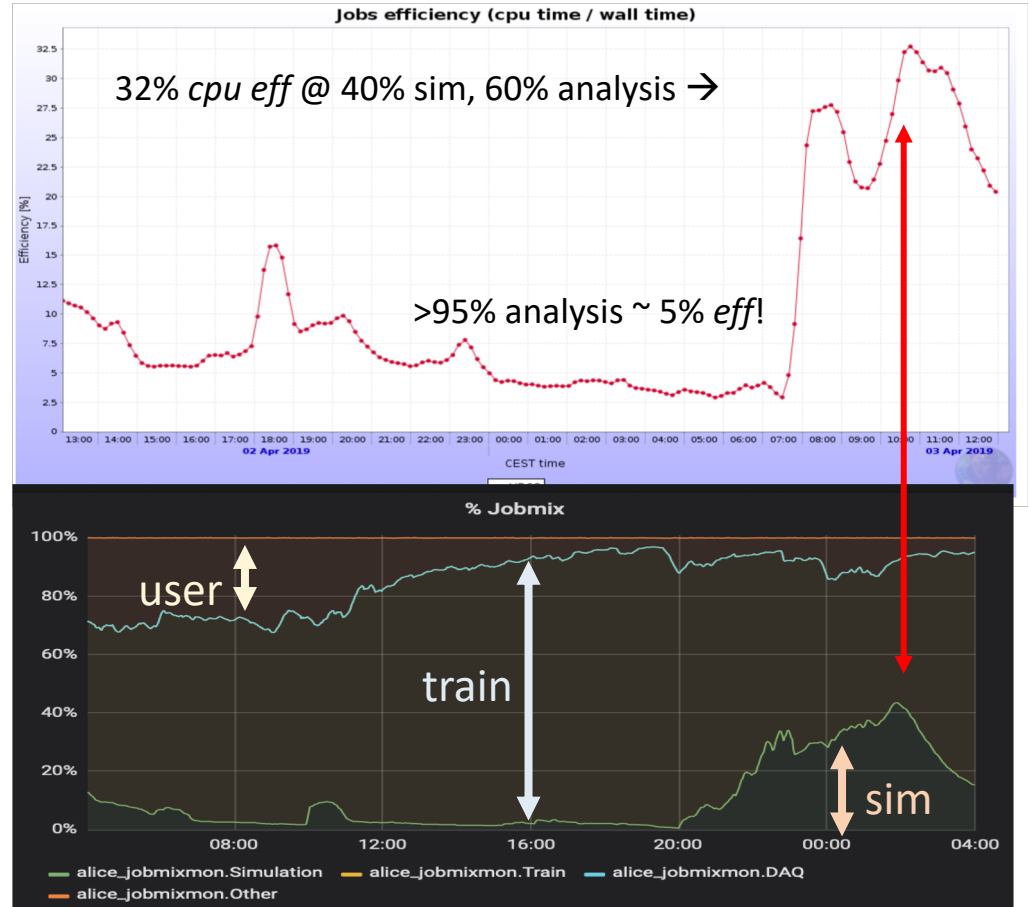 Jobs efficiency (cpu time / wall time)
32% cpu eff @ 40% sim, 60% analysis →
>95% analysis ~ 5% eff!
Efficiency [%]
32.5
30
27.5
25
22.5
20
17.5
15
12.5
10
7.5
5
2.5
0
13:00 14:00 15:00 16:00 17:00 18:00 19:00 20:00 21:00 22:00 23:00 00:00 01:00 02:00 03:00 04:00 05:00 06:00 07:00 08:00 09:00 10:00 11:00 12:00
02 Apr 2019 03 Apr 2019
CEST time
% Jobmix
100%
80%
60%
40%
20%
0%
user
train
sim
08:00 12:00 16:00 20:00 00:00 04:00
alice_jobmixmon.Simulation alice_jobmixmon.Train alice_jobmixmon.DAQ
alice_jobmixmon.Other